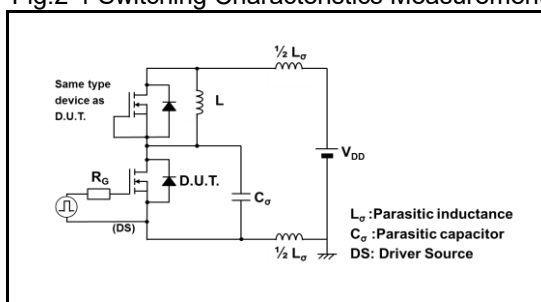 Fig.2-1 Switching Characteristics Measurement
½ Lσ
Same type
device as
D.U.T.
L
VDD
RG
D.U.T.
Cσ
(DS)
½ Lσ
Lσ :Parasitic inductance
Cσ :Parasitic capacitor
DS: Driver Source